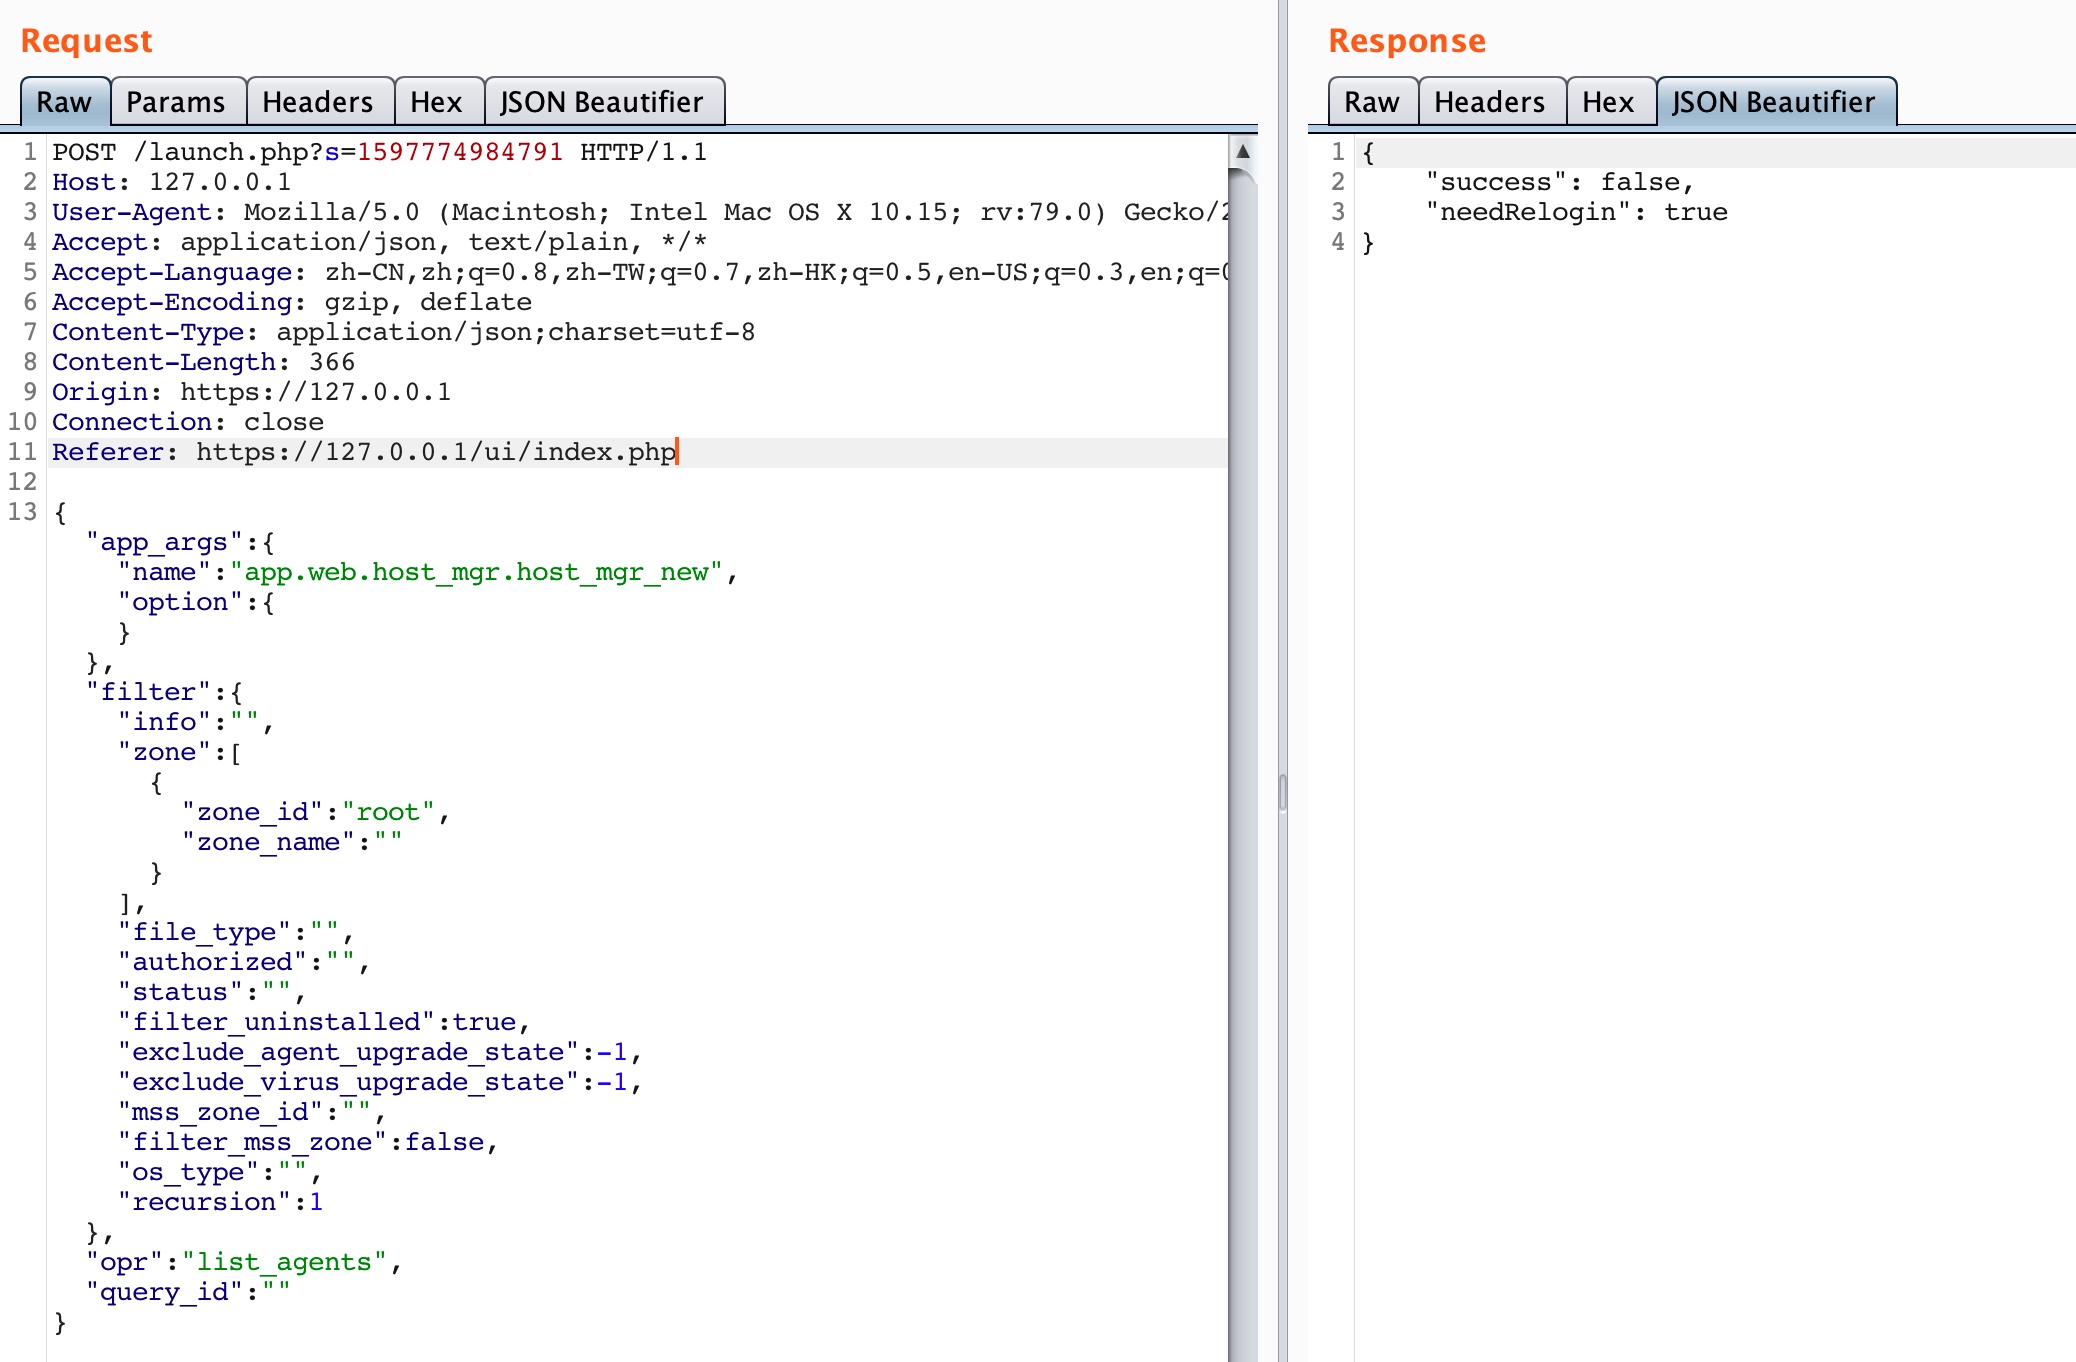 Request
Raw Params Headers Hex JSON Beautifier
1 POST /launch.php?s=1597774984791 HTTP/1.1
2 Host: 127.0.0.1
3 User-Agent: Mozilla/5.0 (Macintosh; Intel Mac OS X 10.15; rv:79.0) Gecko/2
4 Accept: application/json, text/plain, */*
5 Accept-Language: zh-CN,zh;q=0.8,zh-TW;q=0.7,zh-HK;q=0.5,en-US;q=0.3,en;q=0
6 Accept-Encoding: gzip, deflate
7 Content-Type: application/json;charset=utf-8
8 Content-Length: 366
9 Origin: https://127.0.0.1
10 Connection: close
11 Referer: https://127.0.0.1/ui/index.php
12
13 {
"app_args":{
"name":"app.web.host_mgr.host_mgr_new",
"option":{
}
},
"filter":{
"info":"",
"zone":[
{
"zone_id":"root",
"zone_name":""
}
],
"file_type":"",
"authorized":"",
"status":"",
"filter_uninstalled":true,
"exclude_agent_upgrade_state":-1,
"exclude_virus_upgrade_state":-1,
"mss_zone_id":"",
"filter_mss_zone":false,
"os_type":"",
"recursion":1
},
"opr":"list_agents",
"query_id":""
}
Response
Raw Headers Hex JSON Beautifier
1 {
2 "success": false,
3 "needRelogin": true
4 }